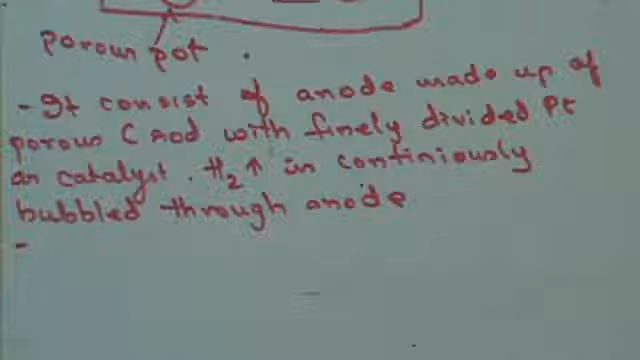 porous pot .
- It consist of anode made up of
porous C rod with finely divided Pt
as catalyst . H₂↑ is continiously
bubbled through anode
-